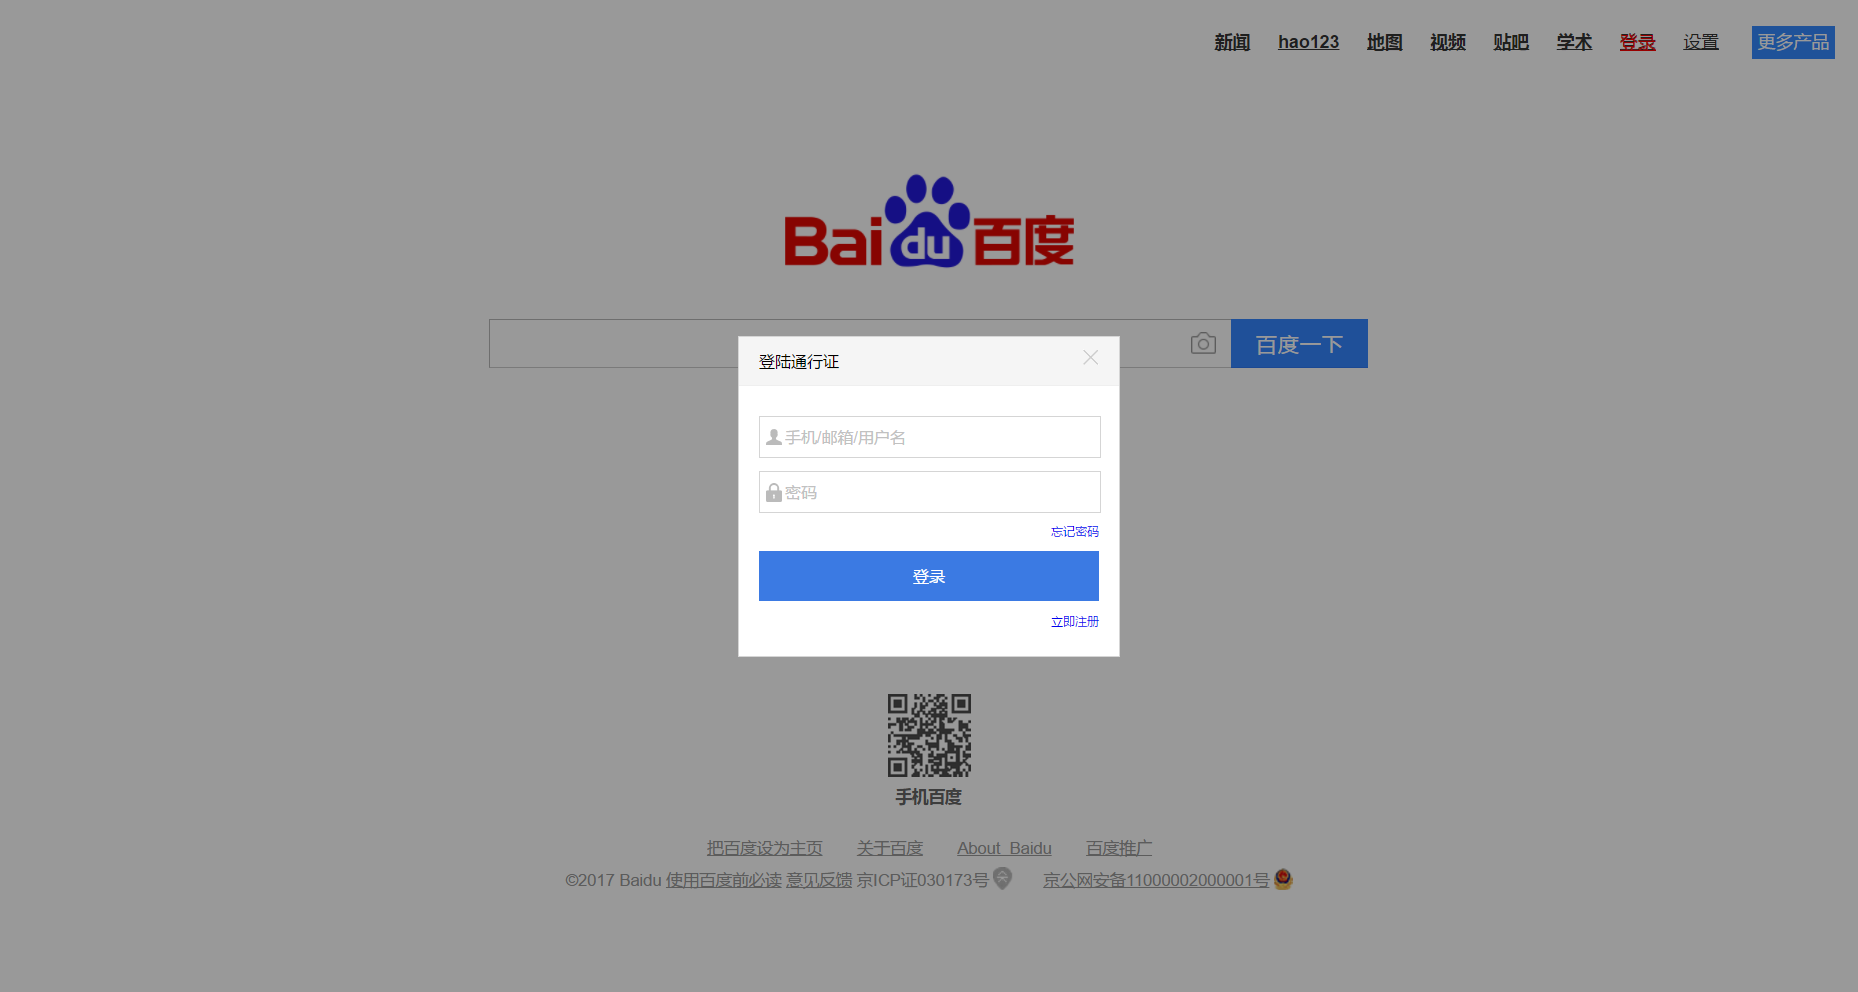 新闻 hao123 地图 视频 贴吧 学术 登录 设置 更多产品
Bai du 百度
百度一下
登陆通行证
手机/邮箱/用户名
密码
忘记密码
登录
立即注册
手机百度
把百度设为主页 关于百度 About Baidu 百度推广
©2017 Baidu 使用百度前必读 意见反馈 京ICP证030173号 京公网安备11000002000001号